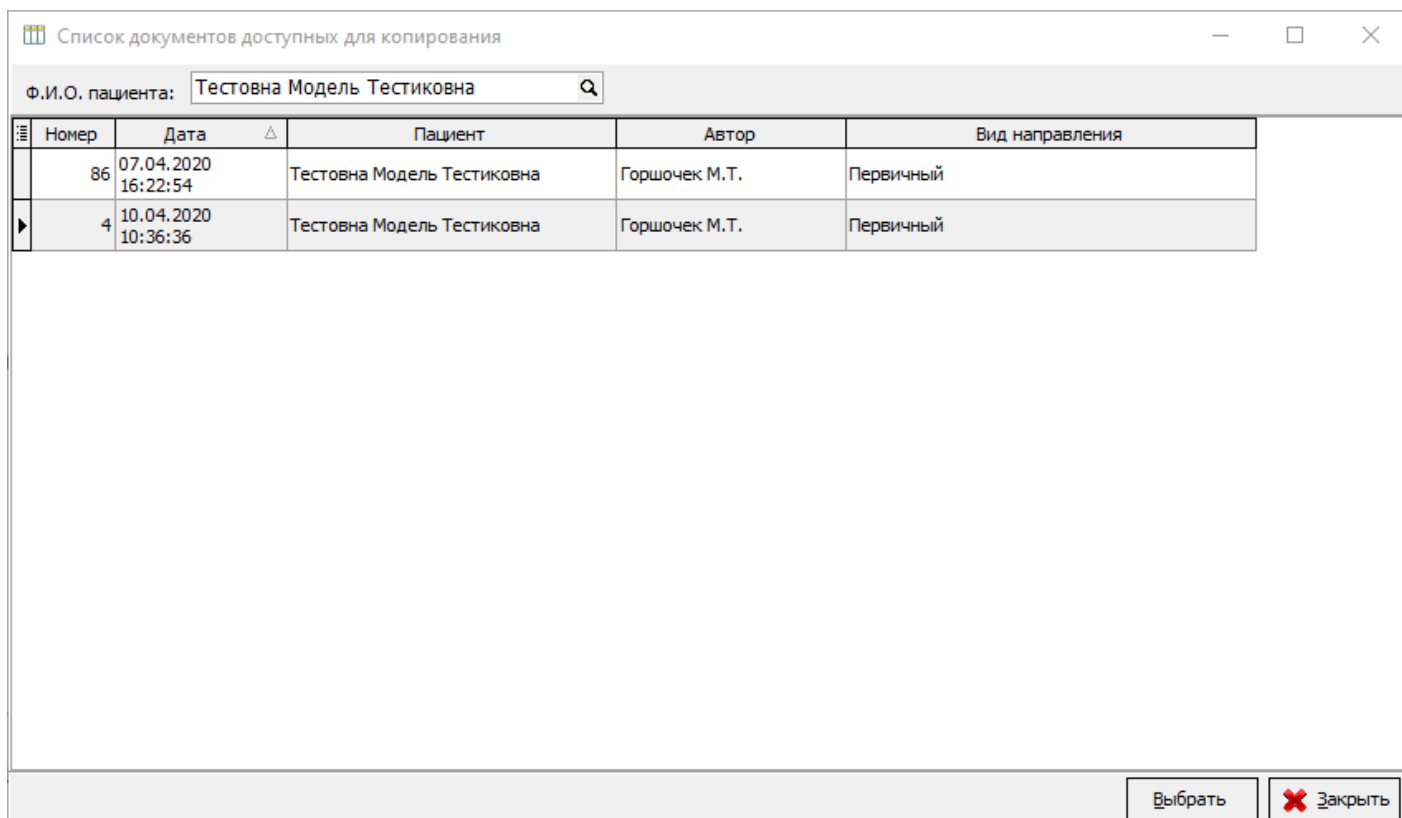 Список документов доступных для копирования
Ф.И.О. пациента: Тестовна Модель Тестиковна
Номер Дата Пациент Автор Вид направления
86 07.04.2020 16:22:54 Тестовна Модель Тестиковна Горшочек М.Т. Первичный
4 10.04.2020 10:36:36 Тестовна Модель Тестиковна Горшочек М.Т. Первичный
Выбрать Закрыть